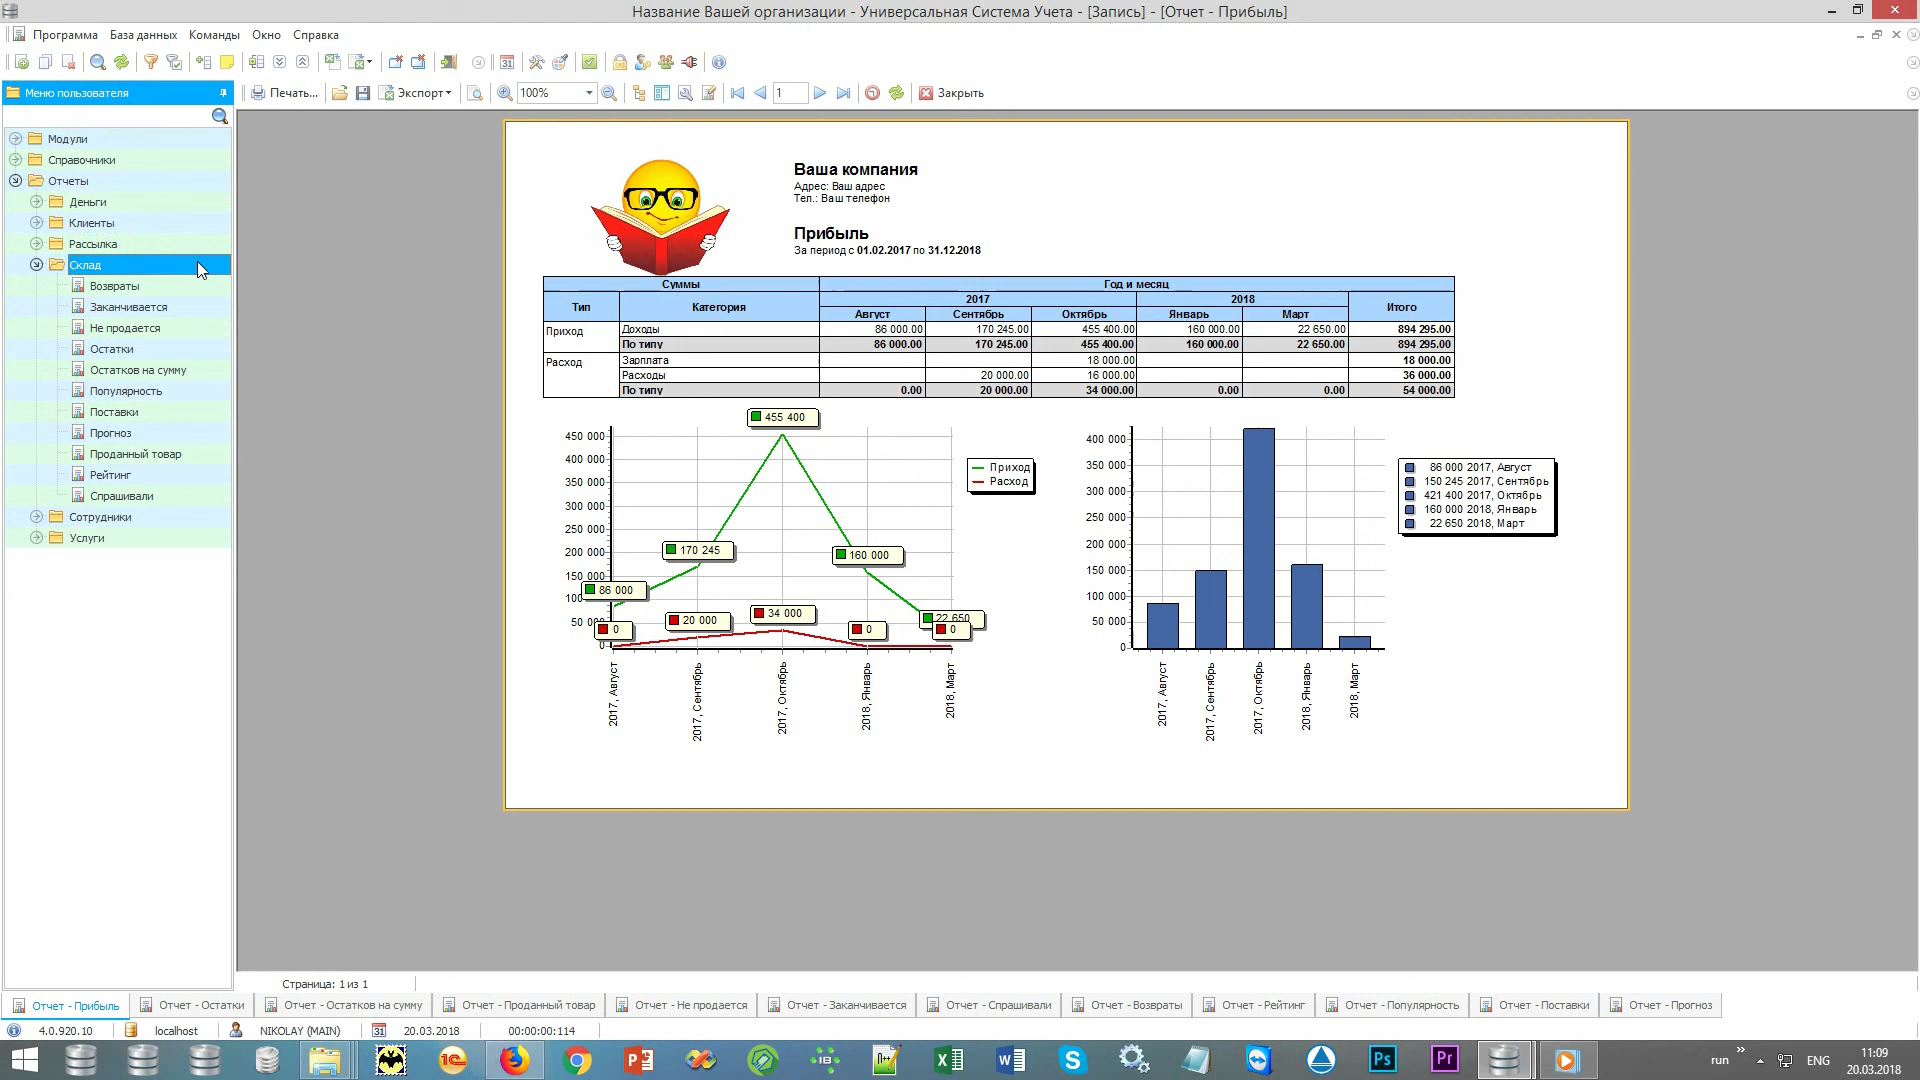 Название Вашей организации - Универсальная Система Учета - [Запись] - [Отчет - Прибыль]
Программа База данных Команды Окно Справка
Меню пользователя
Печать... Экспорт 100% 1 Закрыть
Модули
Справочники
Отчеты
Деньги
Клиенты
Рассылка
Склад
Возвраты
Заканчивается
Не продается
Остатки
Остатков на сумму
Популярность
Поставки
Прогноз
Проданный товар
Рейтинг
Спрашивали
Сотрудники
Услуги
Ваша компания
Адрес: Ваш адрес
Тел.: Ваш телефон
Прибыль
За период с 01.02.2017 по 31.12.2018
Суммы Год и месяц
Тип Категория 2017 2018 Итого
Август Сентябрь Октябрь Январь Март
Приход Доходы 86 000.00 170 245.00 455 400.00 160 000.00 22 650.00 894 295.00
По типу 86 000.00 170 245.00 455 400.00 160 000.00 22 650.00 894 295.00
Расход Зарплата 18 000.00 18 000.00
Расходы 20 000.00 16 000.00 36 000.00
По типу 0.00 20 000.00 34 000.00 0.00 0.00 54 000.00
450 000
400 000
350 000
300 000
250 000
200 000
150 000
100
50 000
0
455 400
170 245
160 000
86 000
22 650
34 000
20 000
0
0
0
Приход
Расход
2017, Август
2017, Сентябрь
2017, Октябрь
2018, Январь
2018, Март
400 000
350 000
300 000
250 000
200 000
150 000
100 000
50 000
0
2017, Август
2017, Сентябрь
2017, Октябрь
2018, Январь
2018, Март
86 000 2017, Август
150 245 2017, Сентябрь
421 400 2017, Октябрь
160 000 2018, Январь
22 650 2018, Март
Страница: 1 из 1
Отчет - Прибыль Отчет - Остатки Отчет - Остатков на сумму Отчет - Проданный товар Отчет - Не продается Отчет - Заканчивается Отчет - Спрашивали Отчет - Возвраты Отчет - Рейтинг Отчет - Популярность Отчет - Поставки Отчет - Прогноз
4.0.920.10 localhost NIKOLAY (MAIN) 31 20.03.2018 00:00:00:114
run ENG 11:09
20.03.2018